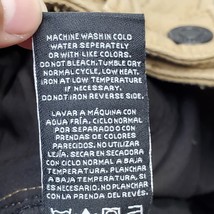 MACHINE WASH IN COLD
WATER SEPERATELY
OR WITH LIKE COLORS.
DO NOT BLEACH, TUMBLE DRY
NORMAL CYCLE, LOW HEAT.
IRON AT LOW TEMPERATURE
IF NECESSARY.
DO NOT IRON REVERSE SIDE.
LAVAR A MÁQUINA CON
AGUA FRÍA, CICLO NORMAL
POR SEPARADO O CON
PRENDAS DE COLORES
PARECIDOS. NO UTILIZAR
LEJÍA. SECAR EN SECADORA
CON CICLO NORMAL A BAJA
TEMPERATURA. PLANCHAR
A BAJA TEMPERATURA, SI
ES NECESARIO. NO PLANCHAR
CON LA PRENDA DEL REVÉS.